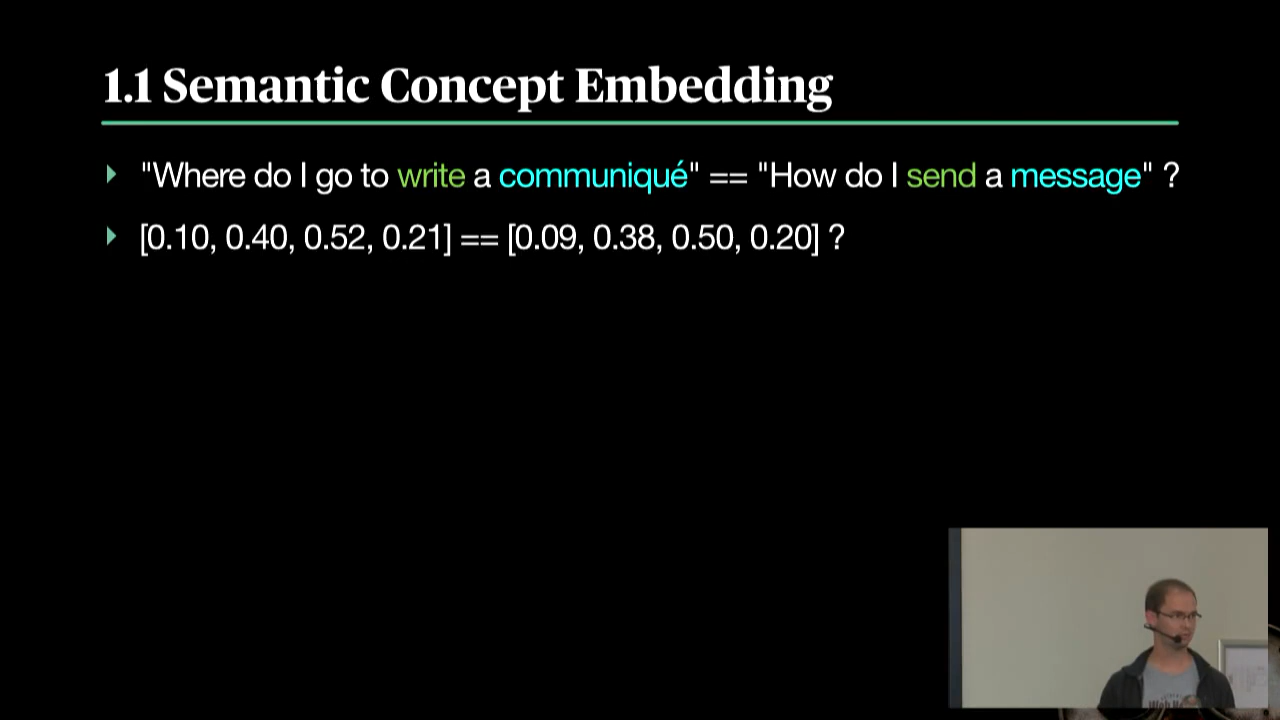 1.1 Semantic Concept Embedding
"Where do I go to write a communiqué" == "How do I send a message" ?
[0.10, 0.40, 0.52, 0.21] == [0.09, 0.38, 0.50, 0.20] ?